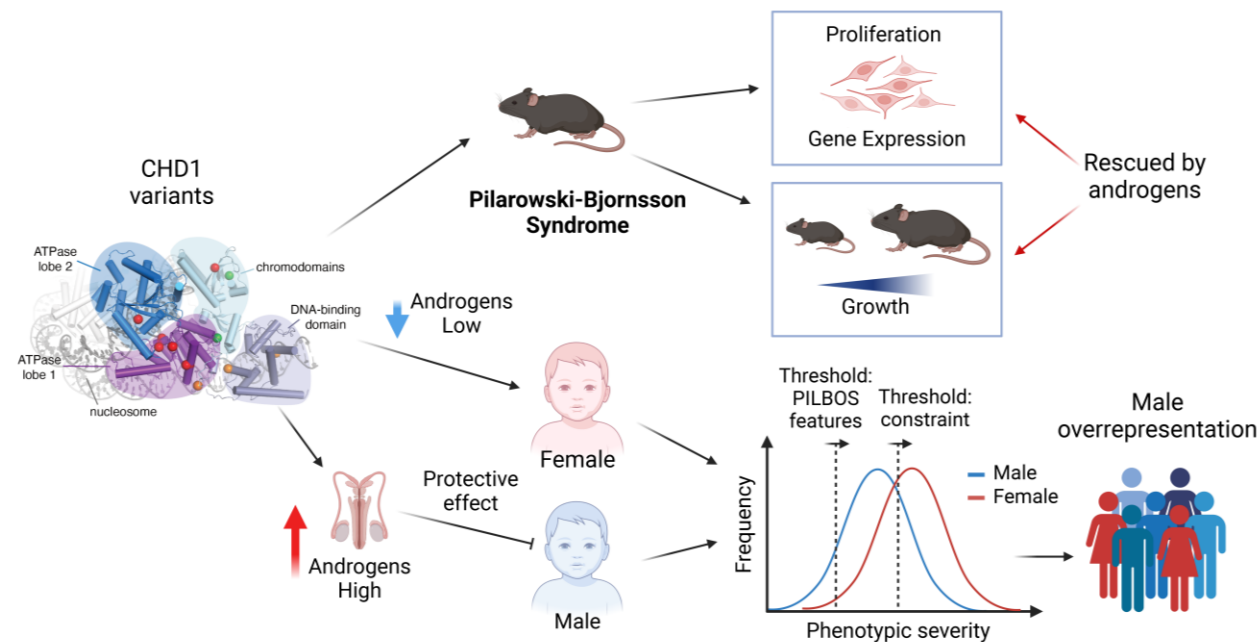 CHD1
variants
ATPase
lobe 2
chromodomains
DNA-binding
domain
ATPase
lobe 1
nucleosome
Pilarowski-Bjornsson
Syndrome
Proliferation
Gene Expression
Growth
Rescued by
androgens
Androgens
Low
Female
Androgens
High
Protective
effect
Male
Threshold:
PILBOS
features
Threshold:
constraint
Male
Female
Frequency
Phenotypic severity
Male
overrepresentation